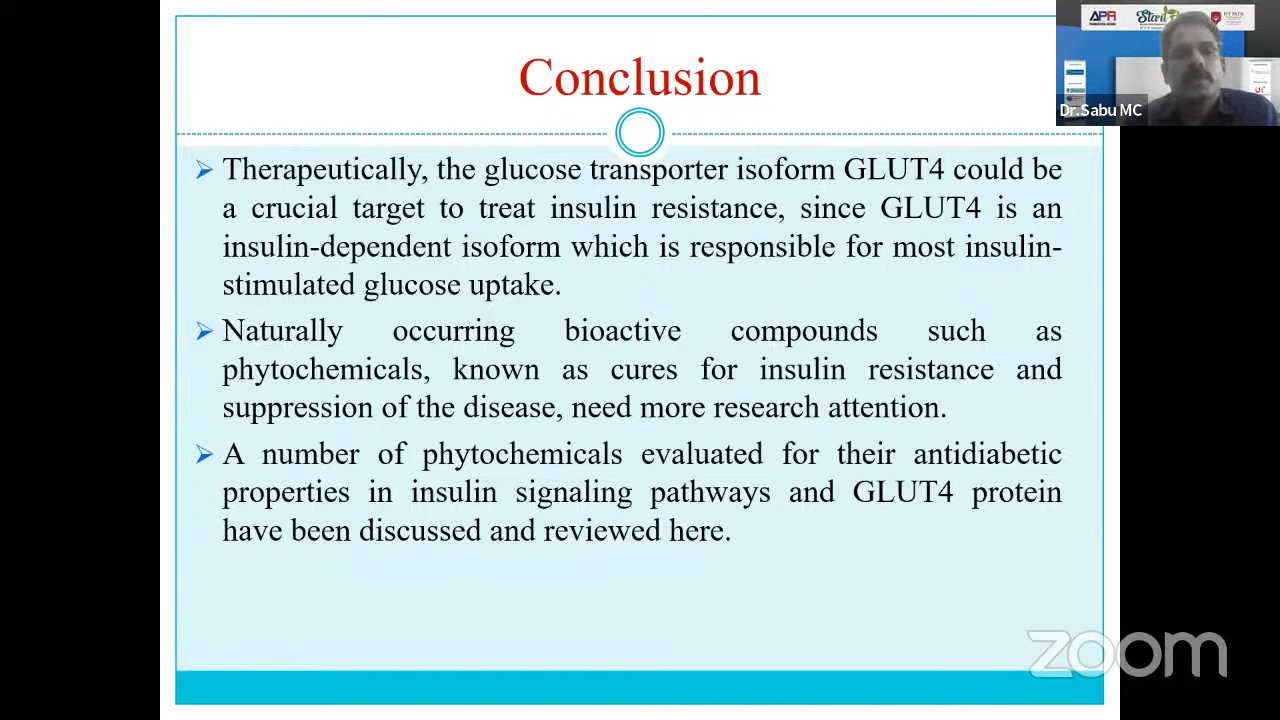 Conclusion
Therapeutically, the glucose transporter isoform GLUT4 could be
a crucial target to treat insulin resistance, since GLUT4 is an
insulin-dependent isoform which is responsible for most insulin-
stimulated glucose uptake.
Naturally occurring bioactive compounds such as
phytochemicals, known as cures for insulin resistance and
suppression of the disease, need more research attention.
A number of phytochemicals evaluated for their antidiabetic
properties in insulin signaling pathways and GLUT4 protein
have been discussed and reviewed here.
APA
Dr.Sabu MC
zoom